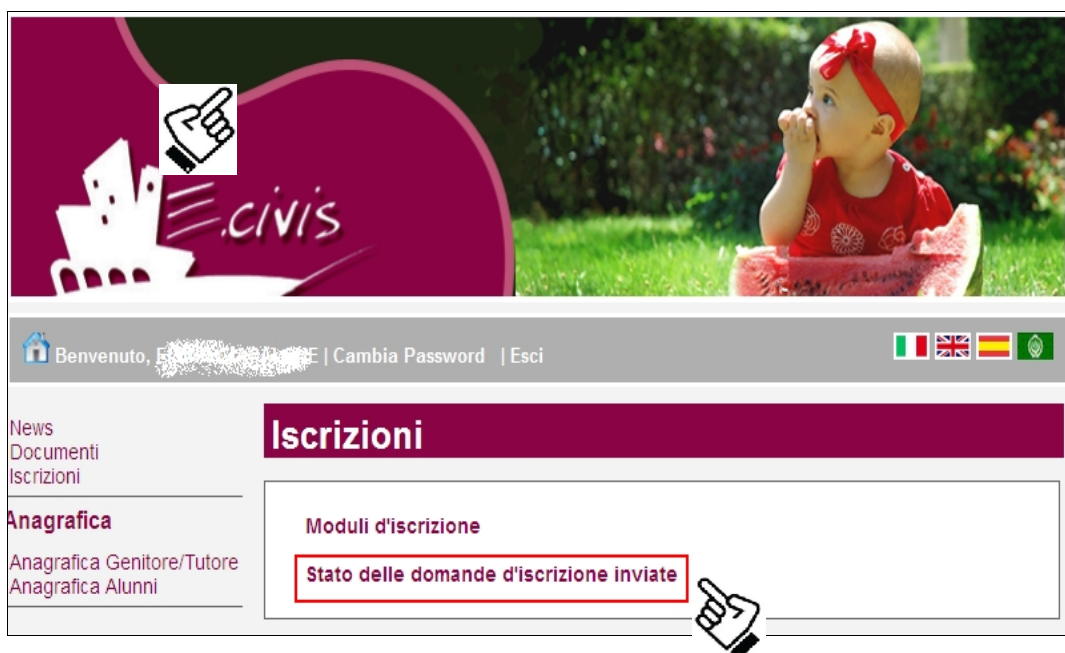 E.civis
Benvenuto, | Cambia Password | Esci
News
Documenti
Iscrizioni
Anagrafica
Anagrafica Genitore/Tutore
Anagrafica Alunni
Iscrizioni
Moduli d'iscrizione
Stato delle domande d'iscrizione inviate